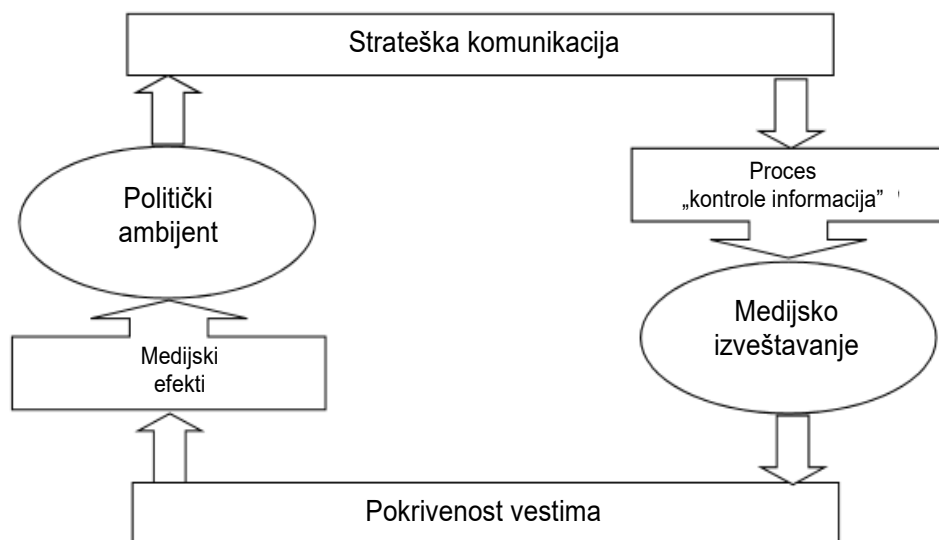 Strateška komunikacija
Proces
„kontrole informacija”
Politički
ambijent
Medijsko
izveštavanje
Medijski
efekti
Pokrivenost vestima